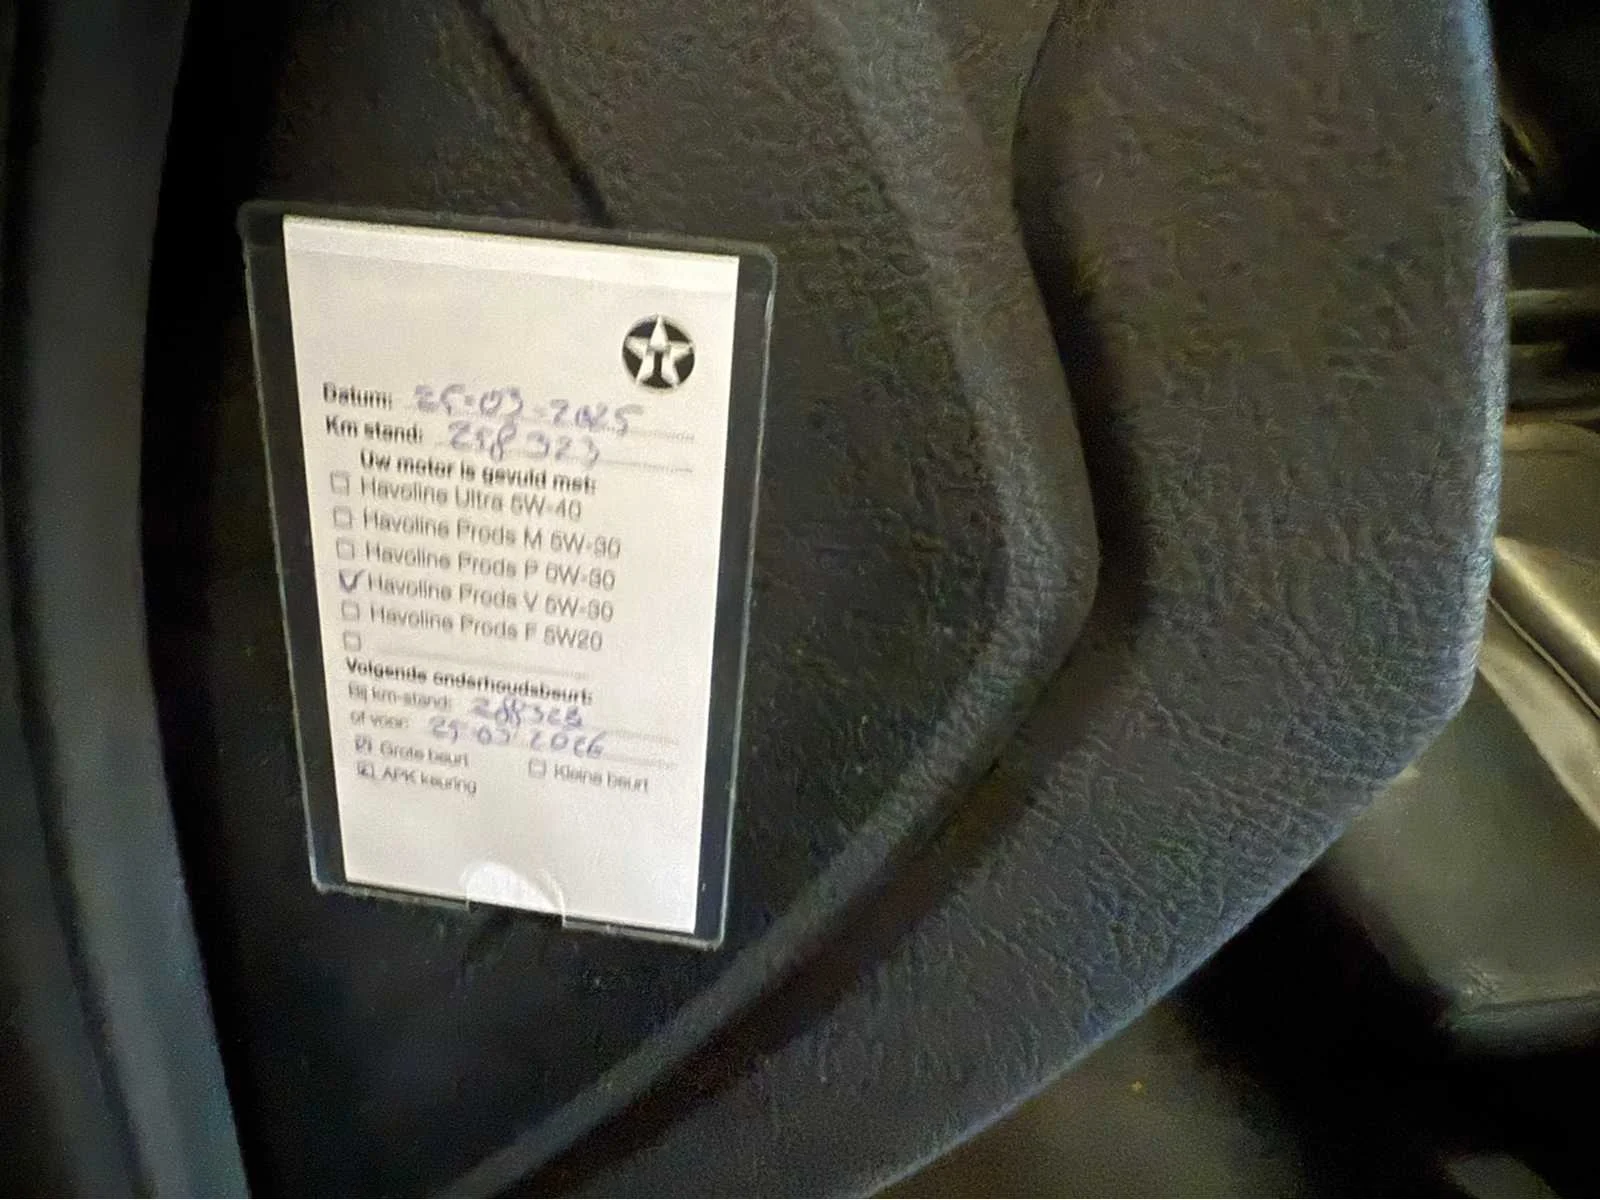 Datum: 25-03-2025
Km stand: 258 323
Uw motor is gevuld met:
Havoline Ultra 5W-40
Havoline Prods M 5W-30
Havoline Prods P 5W-30
Havoline Prods V 5W-30
Havoline Prods F 5W20
Volgende onderhoudsbeurt:
Bij km-stand: 288323
of voor: 25-03 2026
Grote beurt Kleine beurt
APK keuring